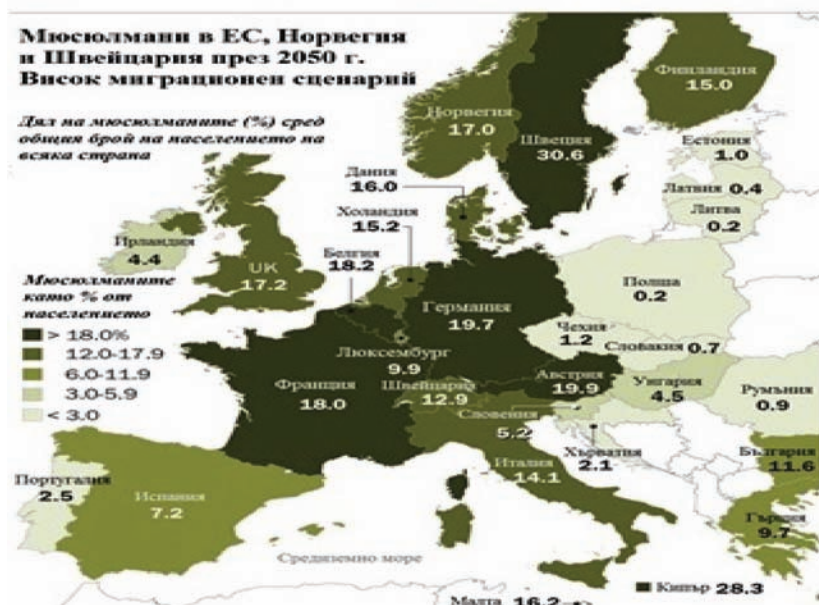 Мюсюлмани в ЕС, Норвегия
и Швейцария през 2050 г.
Висок миграционен сценарий
Дял на мюсюлманите (%) сред
общия брой на населението на
всяка страна
Финландия
15.0
Норвегия
17.0
Швеция
30.6
Естония
1.0
Латвия 0.4
Литва
0.2
Дания
16.0
Холандия
15.2
Белгия
18.2
Ирландия
4.4
UK
17.2
Мюсюлманите
като % от
населението
> 18.0%
12.0-17.9
6.0-11.9
3.0-5.9
< 3.0
Германия
19.7
Полша
0.2
Чехия
1.2
Словакия 0.7
Люксембург
9.9
Франция
18.0
Швейцария
12.9
Австрия
19.9
Унгария
4.5
Румъния
0.9
Словения
5.2
Хърватия
2.1
Италия
14.1
България
11.6
Гърция
9.7
Португалия
2.5
Испания
7.2
Средиземно море
Малта 16.2
Кипър 28.3